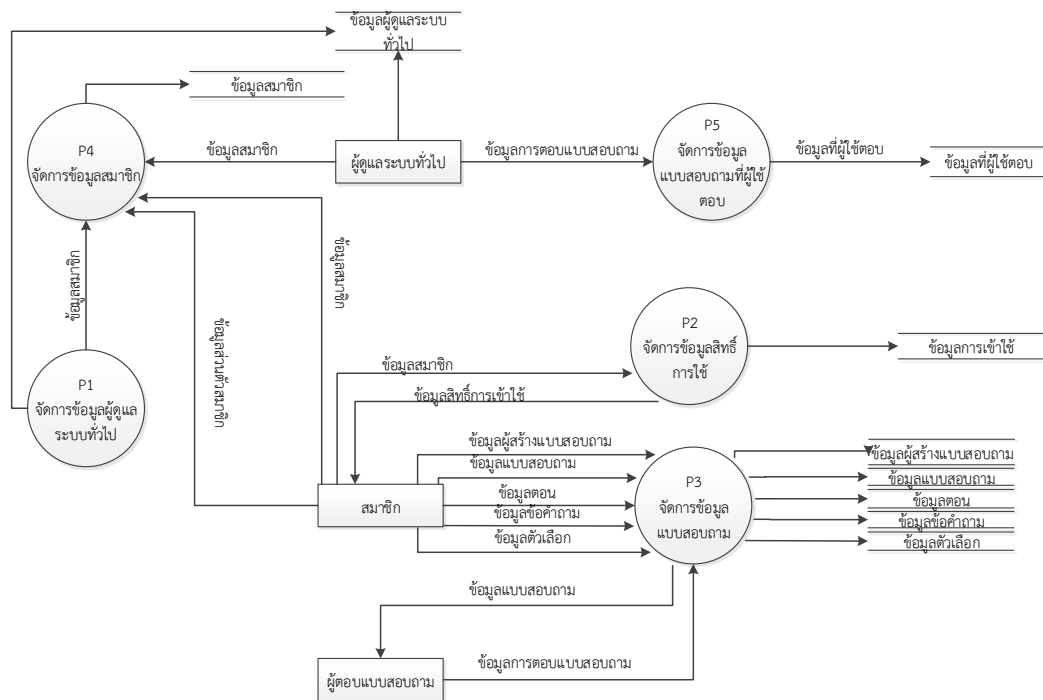 ข้อมูลผู้ดูแลระบบ
ทั่วไป
ข้อมูลสมาชิก
P4
จัดการข้อมูลสมาชิก
ข้อมูลสมาชิก
ผู้ดูแลระบบทั่วไป
ข้อมูลการตอบแบบสอบถาม
P5
จัดการข้อมูล
แบบสอบถามที่ผู้ใช้
ตอบ
ข้อมูลที่ผู้ใช้ตอบ
ข้อมูลที่ผู้ใช้ตอบ
ข้อมูลสมาชิก
ข้อมูลสมาชิก
ข้อมูลส่วนตัวสมาชิก
P1
จัดการข้อมูลผู้ดูแล
ระบบทั่วไป
ข้อมูลสมาชิก
ข้อมูลสิทธิ์การเข้าใช้
P2
จัดการข้อมูลสิทธิ์
การใช้
ข้อมูลการเข้าใช้
สมาชิก
ข้อมูลผู้สร้างแบบสอบถาม
ข้อมูลแบบสอบถาม
ข้อมูลตอน
ข้อมูลข้อคำถาม
ข้อมูลตัวเลือก
P3
จัดการข้อมูล
แบบสอบถาม
ข้อมูลผู้สร้างแบบสอบถาม
ข้อมูลแบบสอบถาม
ข้อมูลตอน
ข้อมูลข้อคำถาม
ข้อมูลตัวเลือก
ข้อมูลแบบสอบถาม
ผู้ตอบแบบสอบถาม
ข้อมูลการตอบแบบสอบถาม